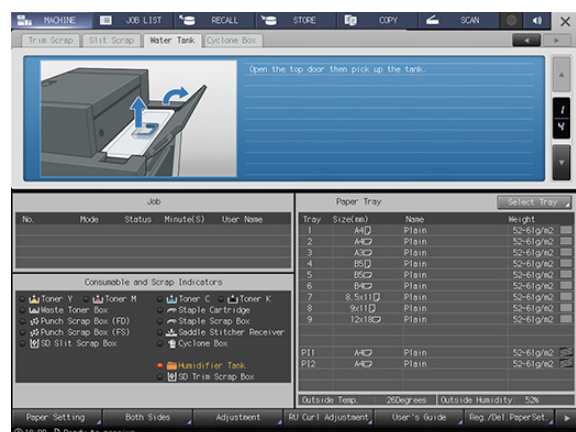 MACHINE JOB LIST RECALL STORE COPY SCAN
Trim Scrap Slit Scrap Water Tank Cyclone Box
Open the top door then pick up the tank.
1
4
Job
No. Mode Status Minute(S) User Name
Paper Tray Select Tray
Tray Size(mm) Name Weight
1 A4 Plain 52-61g/m2
2 A4 Plain 52-61g/m2
3 A3 Plain 52-61g/m2
4 B5 Plain 52-61g/m2
5 B5 Plain 52-61g/m2
6 B4 Plain 52-61g/m2
7 8.5x11 Plain 52-61g/m2
8 9x11 Plain 52-61g/m2
9 12x18 Plain 52-61g/m2
PI1 A4 Plain 52-61g/m2
PI2 A4 Plain 52-61g/m2
Consumable and Scrap Indicators
Toner Y Toner M Toner C Toner K
Waste Toner Box Staple Cartridge
Punch Scrap Box (FD) Staple Scrap Box
Punch Scrap Box (FS) Saddle Stitcher Receiver
SD Slit Scrap Box Cyclone Box
Humidifier Tank
SD Trim Scrap Box
Outside Temp. : 26Degrees Outside Humidity: 52%
Paper Setting Both Sides Adjustment RU Curl Adjustment User's Guide Reg./Del.PaperSet.